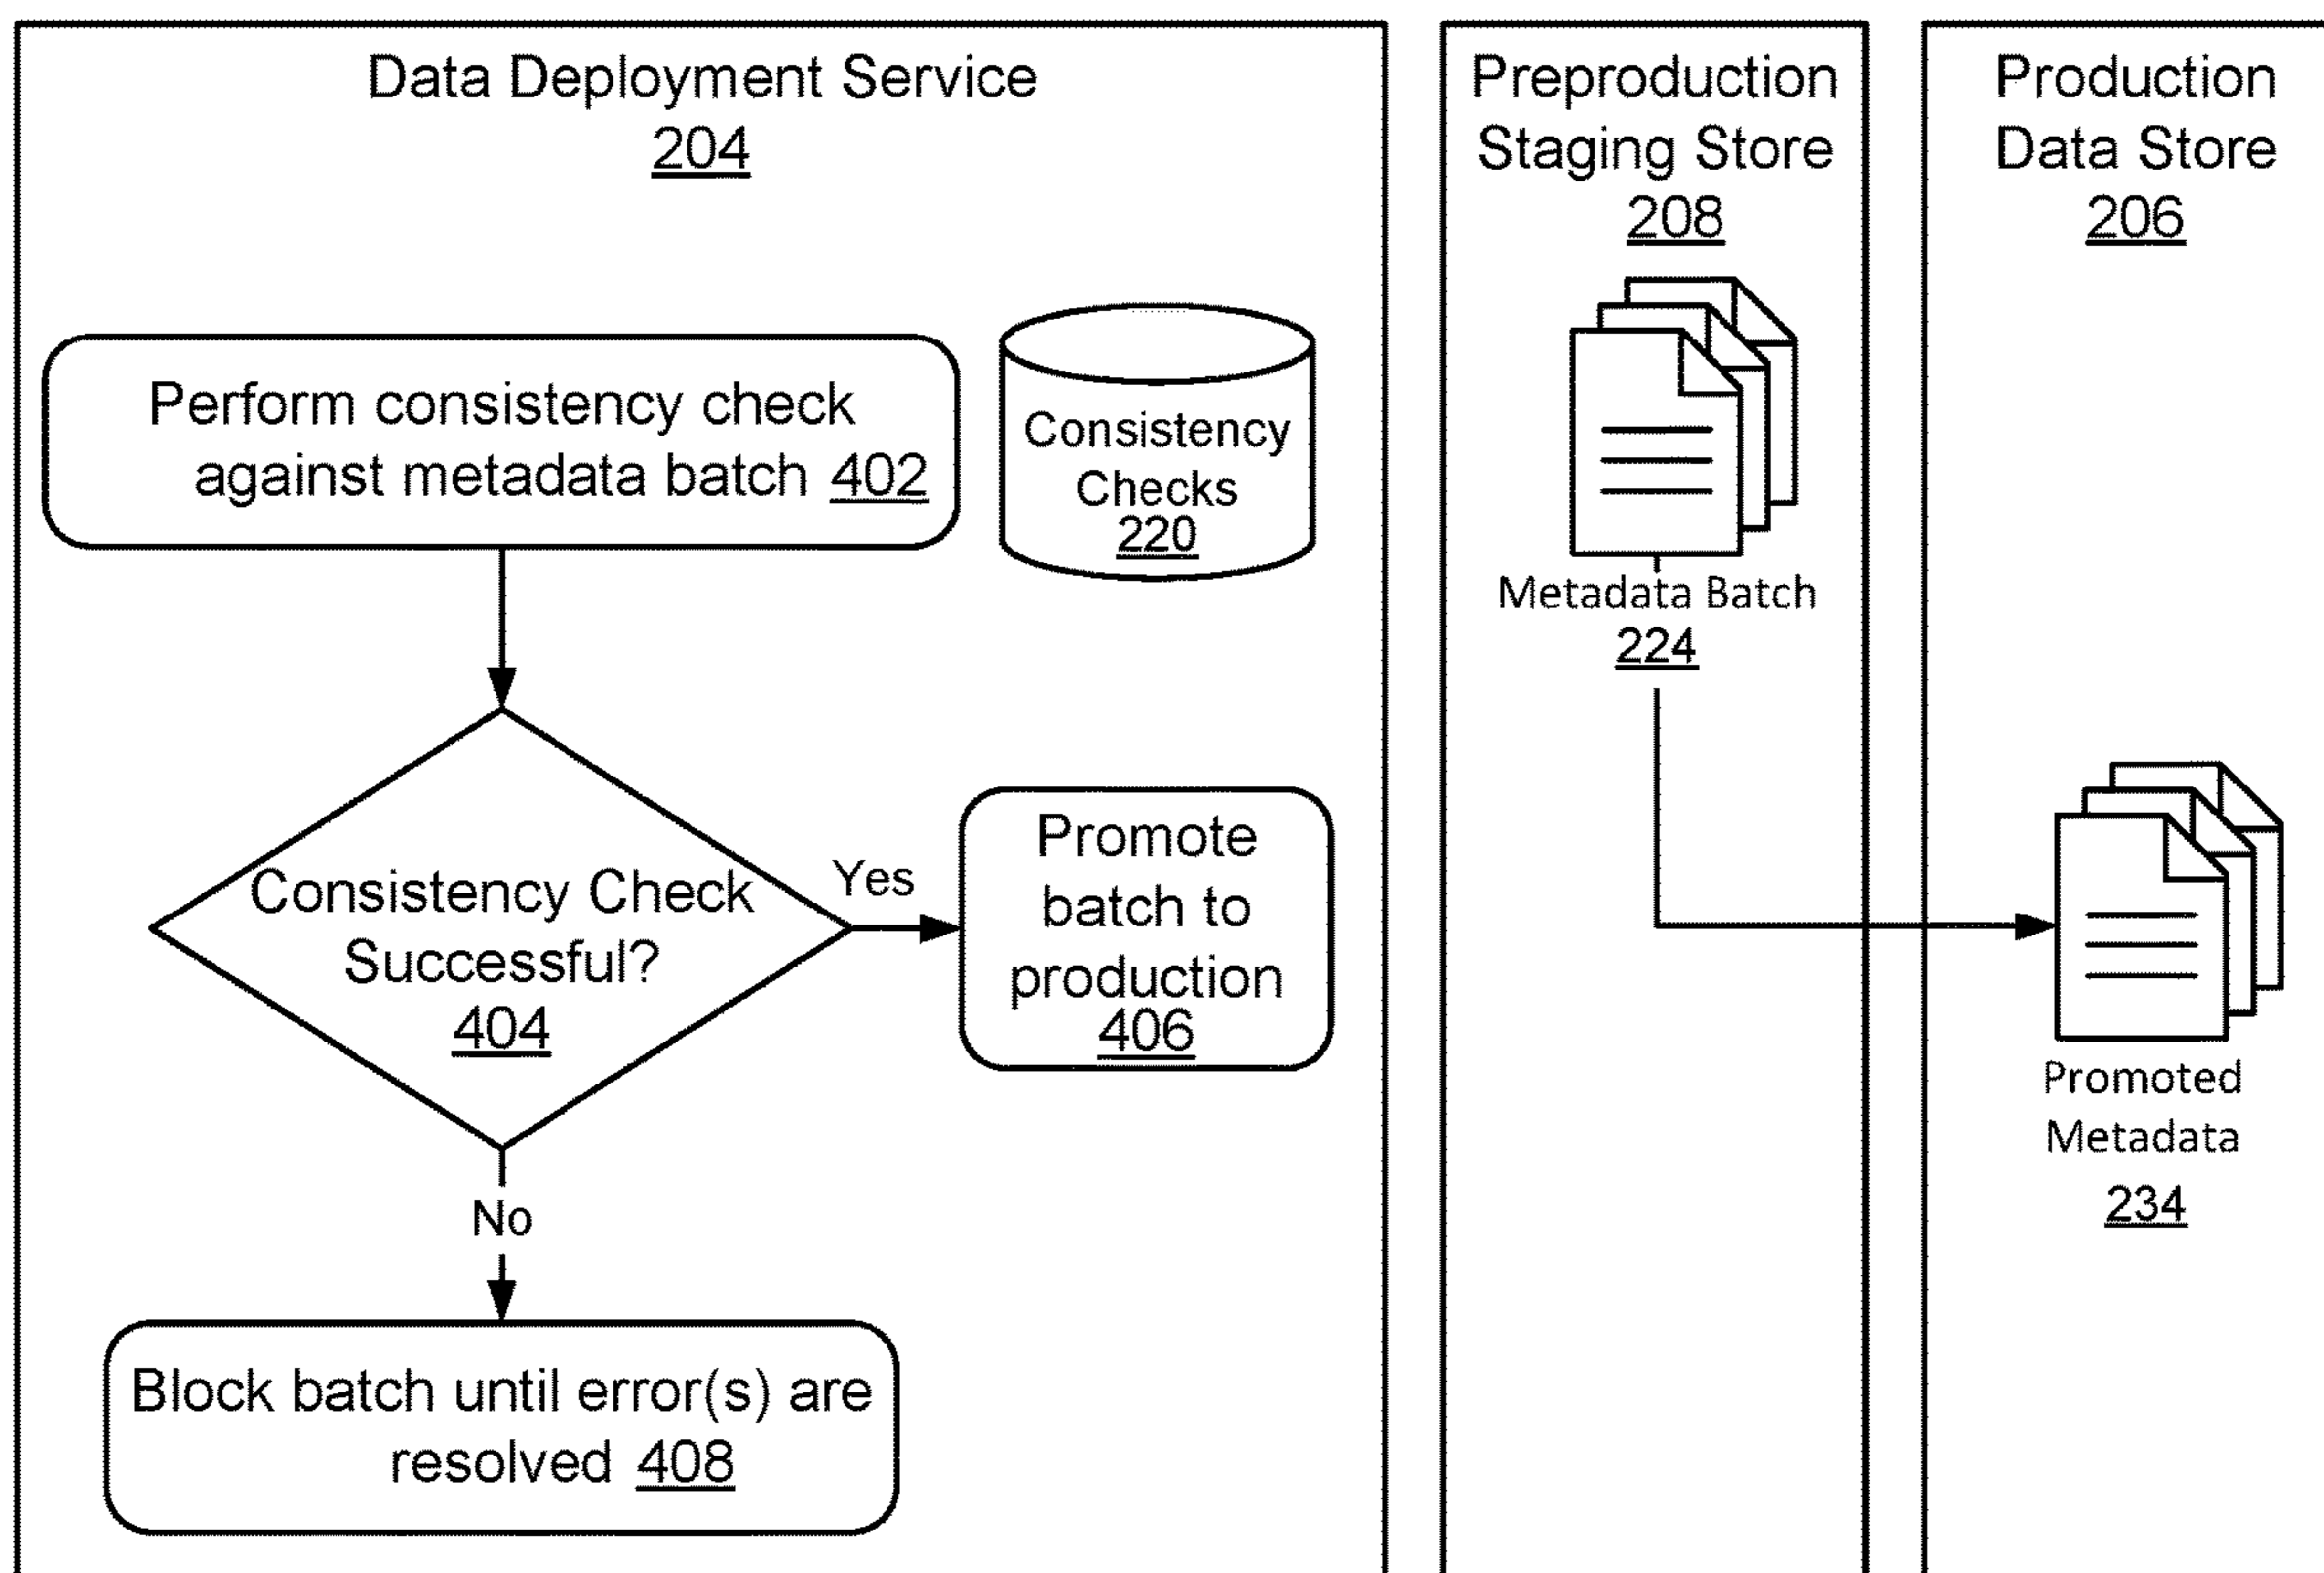 Data Deployment Service
204
Perform consistency check
against metadata batch 402
Consistency
Checks
220
Consistency Check
Successful?
404
Yes
Promote
batch to
production
406
No
Block batch until error(s) are
resolved 408
Preproduction
Staging Store
208
Metadata Batch
224
Production
Data Store
206
Promoted
Metadata
234